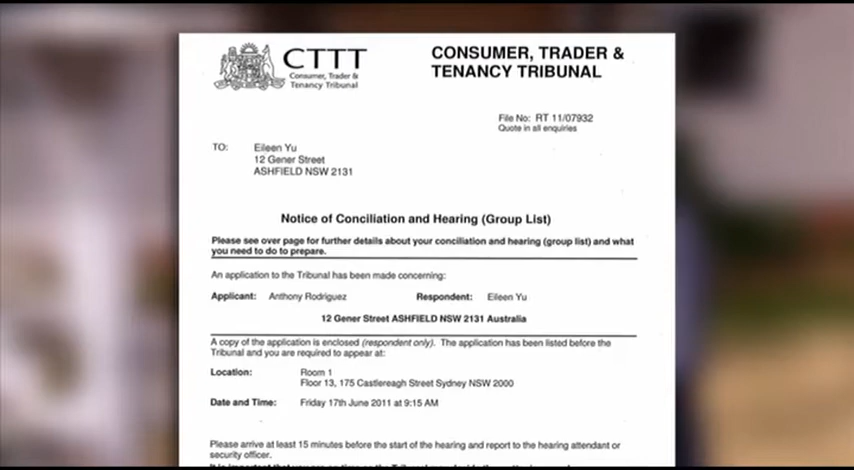 CTTT
Consumer, Trader &
Tenancy Tribunal
CONSUMER, TRADER &
TENANCY TRIBUNAL
File No: RT 11/07932
Quote in all enquiries
TO: Eileen Yu
12 Gener Street
ASHFIELD NSW 2131
Notice of Conciliation and Hearing (Group List)
Please see over page for further details about your conciliation and hearing (group list) and what
you need to do to prepare.
An application to the Tribunal has been made concerning:
Applicant: Anthony Rodriguez Respondent: Eileen Yu
12 Gener Street ASHFIELD NSW 2131 Australia
A copy of the application is enclosed (respondent only). The application has been listed before the
Tribunal and you are required to appear at:
Location: Room 1
Floor 13, 175 Castlereagh Street Sydney NSW 2000
Date and Time: Friday 17th June 2011 at 9:15 AM
Please arrive at least 15 minutes before the start of the hearing and report to the hearing attendant or
security officer.